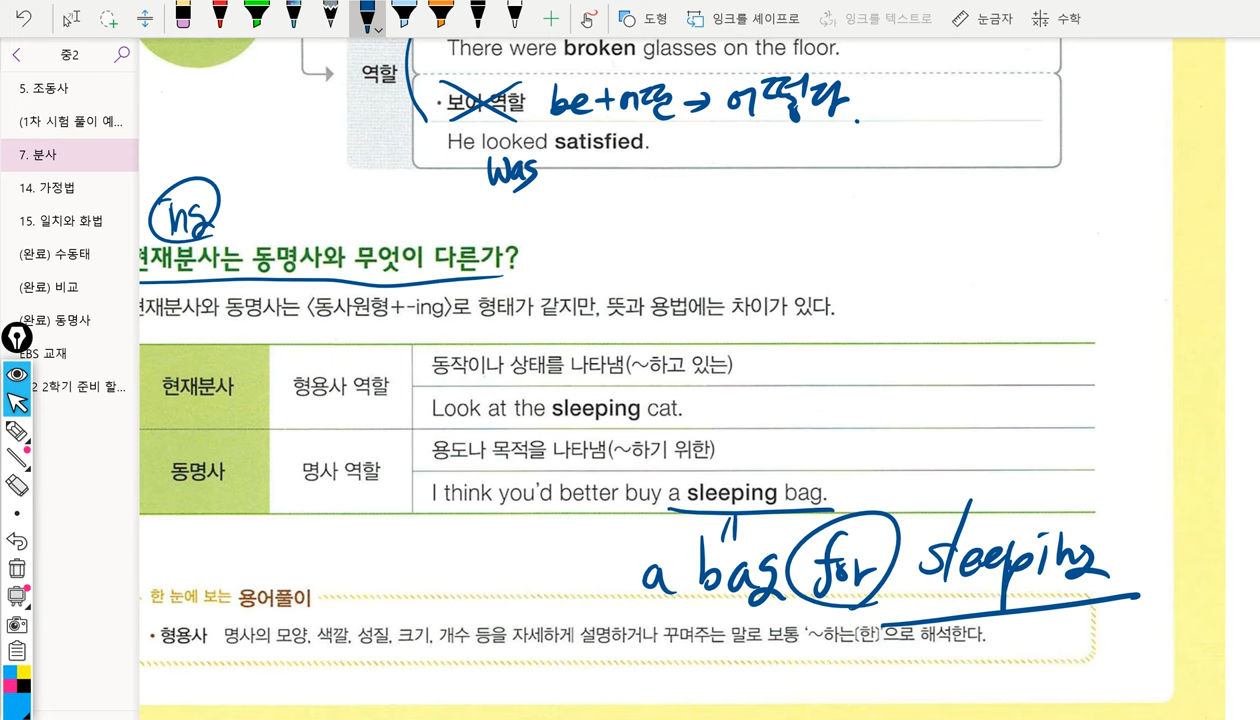 도형
잉크를 셰이프로
잉크를 텍스트로
눈금자
수학
중2
5. 조동사
(1차 시험 풀이 예...
7. 분사
14. 가정법
15. 일치와 화법
(완료) 수동태
(완료) 비교
(완료) 동명사
EBS 교재
2 2학기 준비 할...
역할
There were broken glasses on the floor.
• 보어 역할 be + 어떤 → 어떻다.
He looked satisfied.
was
ing
현재분사는 동명사와 무엇이 다른가?
현재분사와 동명사는 〈동사원형+-ing〉로 형태가 같지만, 뜻과 용법에는 차이가 있다.
현재분사
형용사 역할
동작이나 상태를 나타냄(~하고 있는)
Look at the sleeping cat.
동명사
명사 역할
용도나 목적을 나타냄(~하기 위한)
I think you'd better buy a sleeping bag.
a bag for sleeping
한 눈에 보는 용어풀이
• 형용사 명사의 모양, 색깔, 성질, 크기, 개수 등을 자세하게 설명하거나 꾸며주는 말로 보통 '~하는(한)'으로 해석한다.